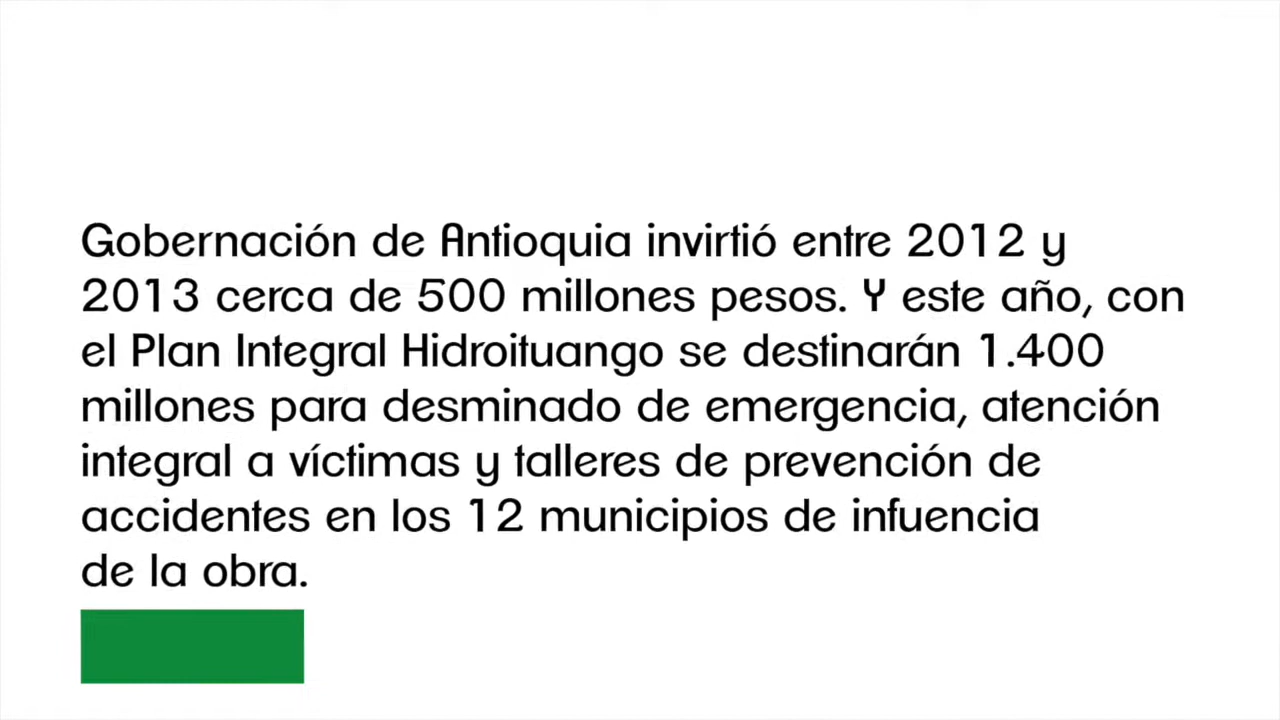 Gobernación de Antioquia invirtió entre 2012 y
2013 cerca de 500 millones pesos. Y este año, con
el Plan Integral Hidroituango se destinarán 1.400
millones para desminado de emergencia, atención
integral a víctimas y talleres de prevención de
accidentes en los 12 municipios de infuencia
de la obra.